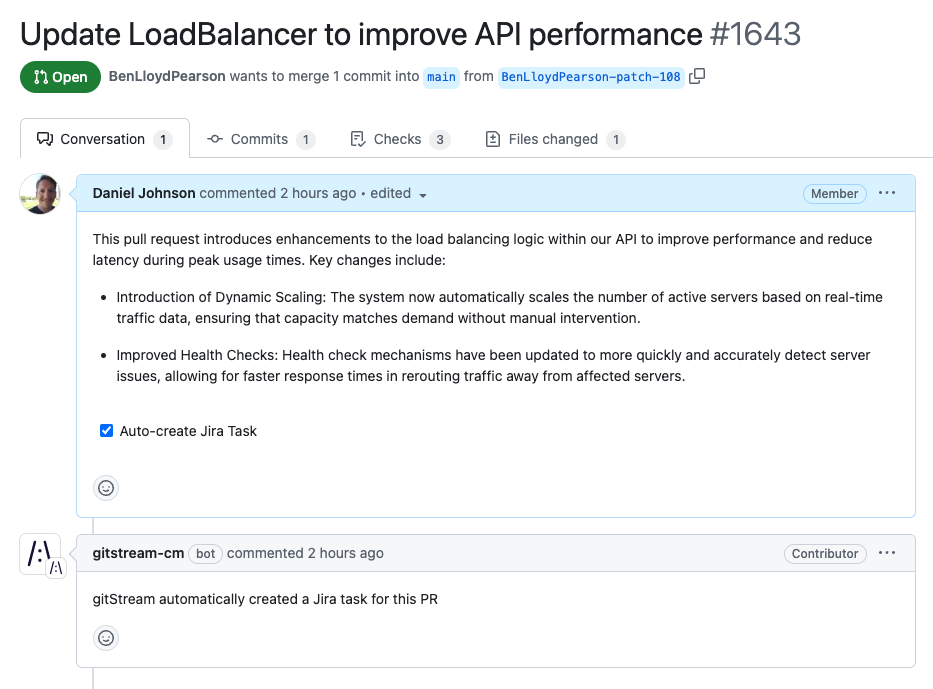 Update LoadBalancer to improve API performance #1643
Open BenLloydPearson wants to merge 1 commit into main from BenLloydPearson-patch-108
Conversation 1 Commits 1 Checks 3 Files changed 1
Daniel Johnson commented 2 hours ago • edited Member ...
This pull request introduces enhancements to the load balancing logic within our API to improve performance and reduce
latency during peak usage times. Key changes include:
• Introduction of Dynamic Scaling: The system now automatically scales the number of active servers based on real-time
traffic data, ensuring that capacity matches demand without manual intervention.
• Improved Health Checks: Health check mechanisms have been updated to more quickly and accurately detect server
issues, allowing for faster response times in rerouting traffic away from affected servers.
Auto-create Jira Task
/:\
/:\
gitstream-cm bot commented 2 hours ago Contributor ...
gitStream automatically created a Jira task for this PR